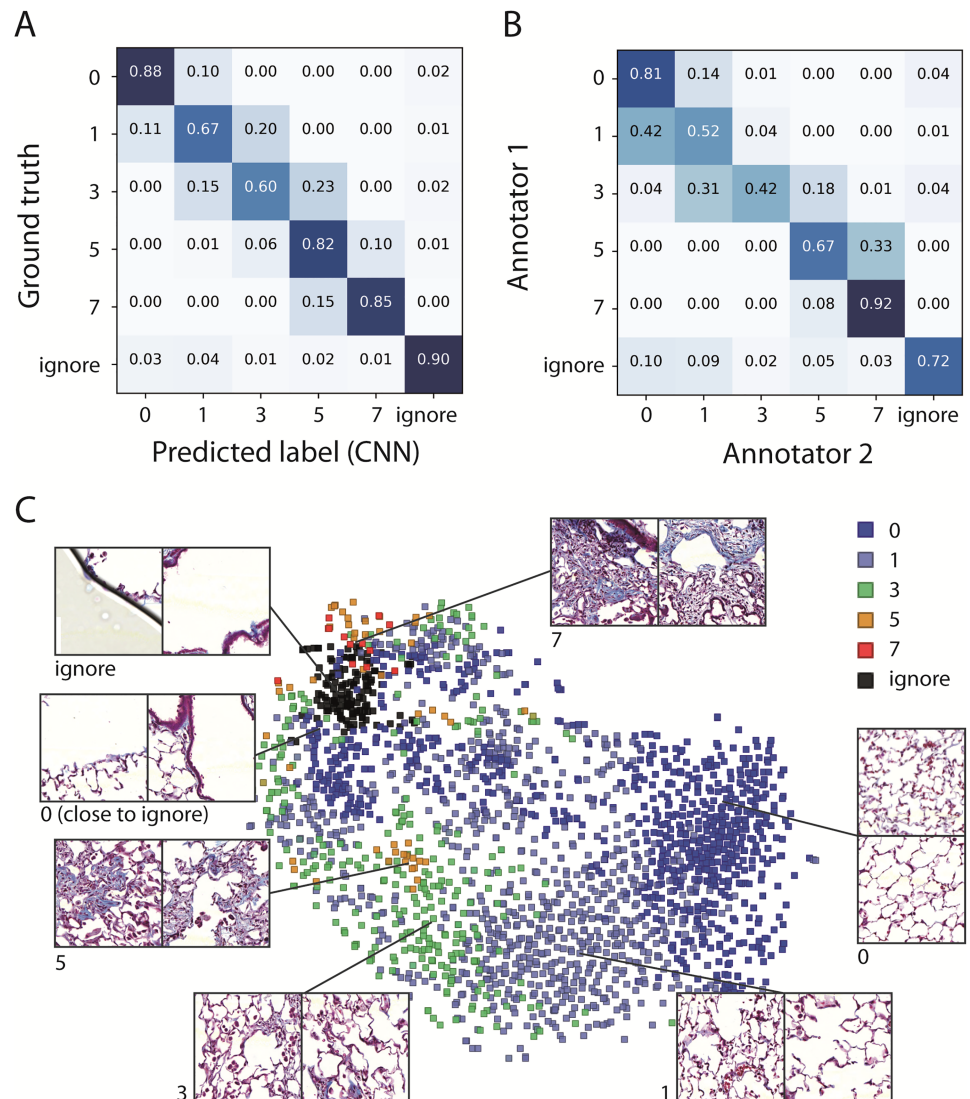 A
0 0.88 0.10 0.00 0.00 0.00 0.02
1 0.11 0.67 0.20 0.00 0.00 0.01
3 0.00 0.15 0.60 0.23 0.00 0.02
5 0.00 0.01 0.06 0.82 0.10 0.01
7 0.00 0.00 0.00 0.15 0.85 0.00
ignore 0.03 0.04 0.01 0.02 0.01 0.90
0 1 3 5 7 ignore
Ground truth
Predicted label (CNN)
B
0 0.81 0.14 0.01 0.00 0.00 0.04
1 0.42 0.52 0.04 0.00 0.00 0.01
3 0.04 0.31 0.42 0.18 0.01 0.04
5 0.00 0.00 0.00 0.67 0.33 0.00
7 0.00 0.00 0.00 0.08 0.92 0.00
ignore 0.10 0.09 0.02 0.05 0.03 0.72
0 1 3 5 7 ignore
Annotator 1
Annotator 2
C
0
1
3
5
7
ignore
ignore
7
0 (close to ignore)
5
0
3
1